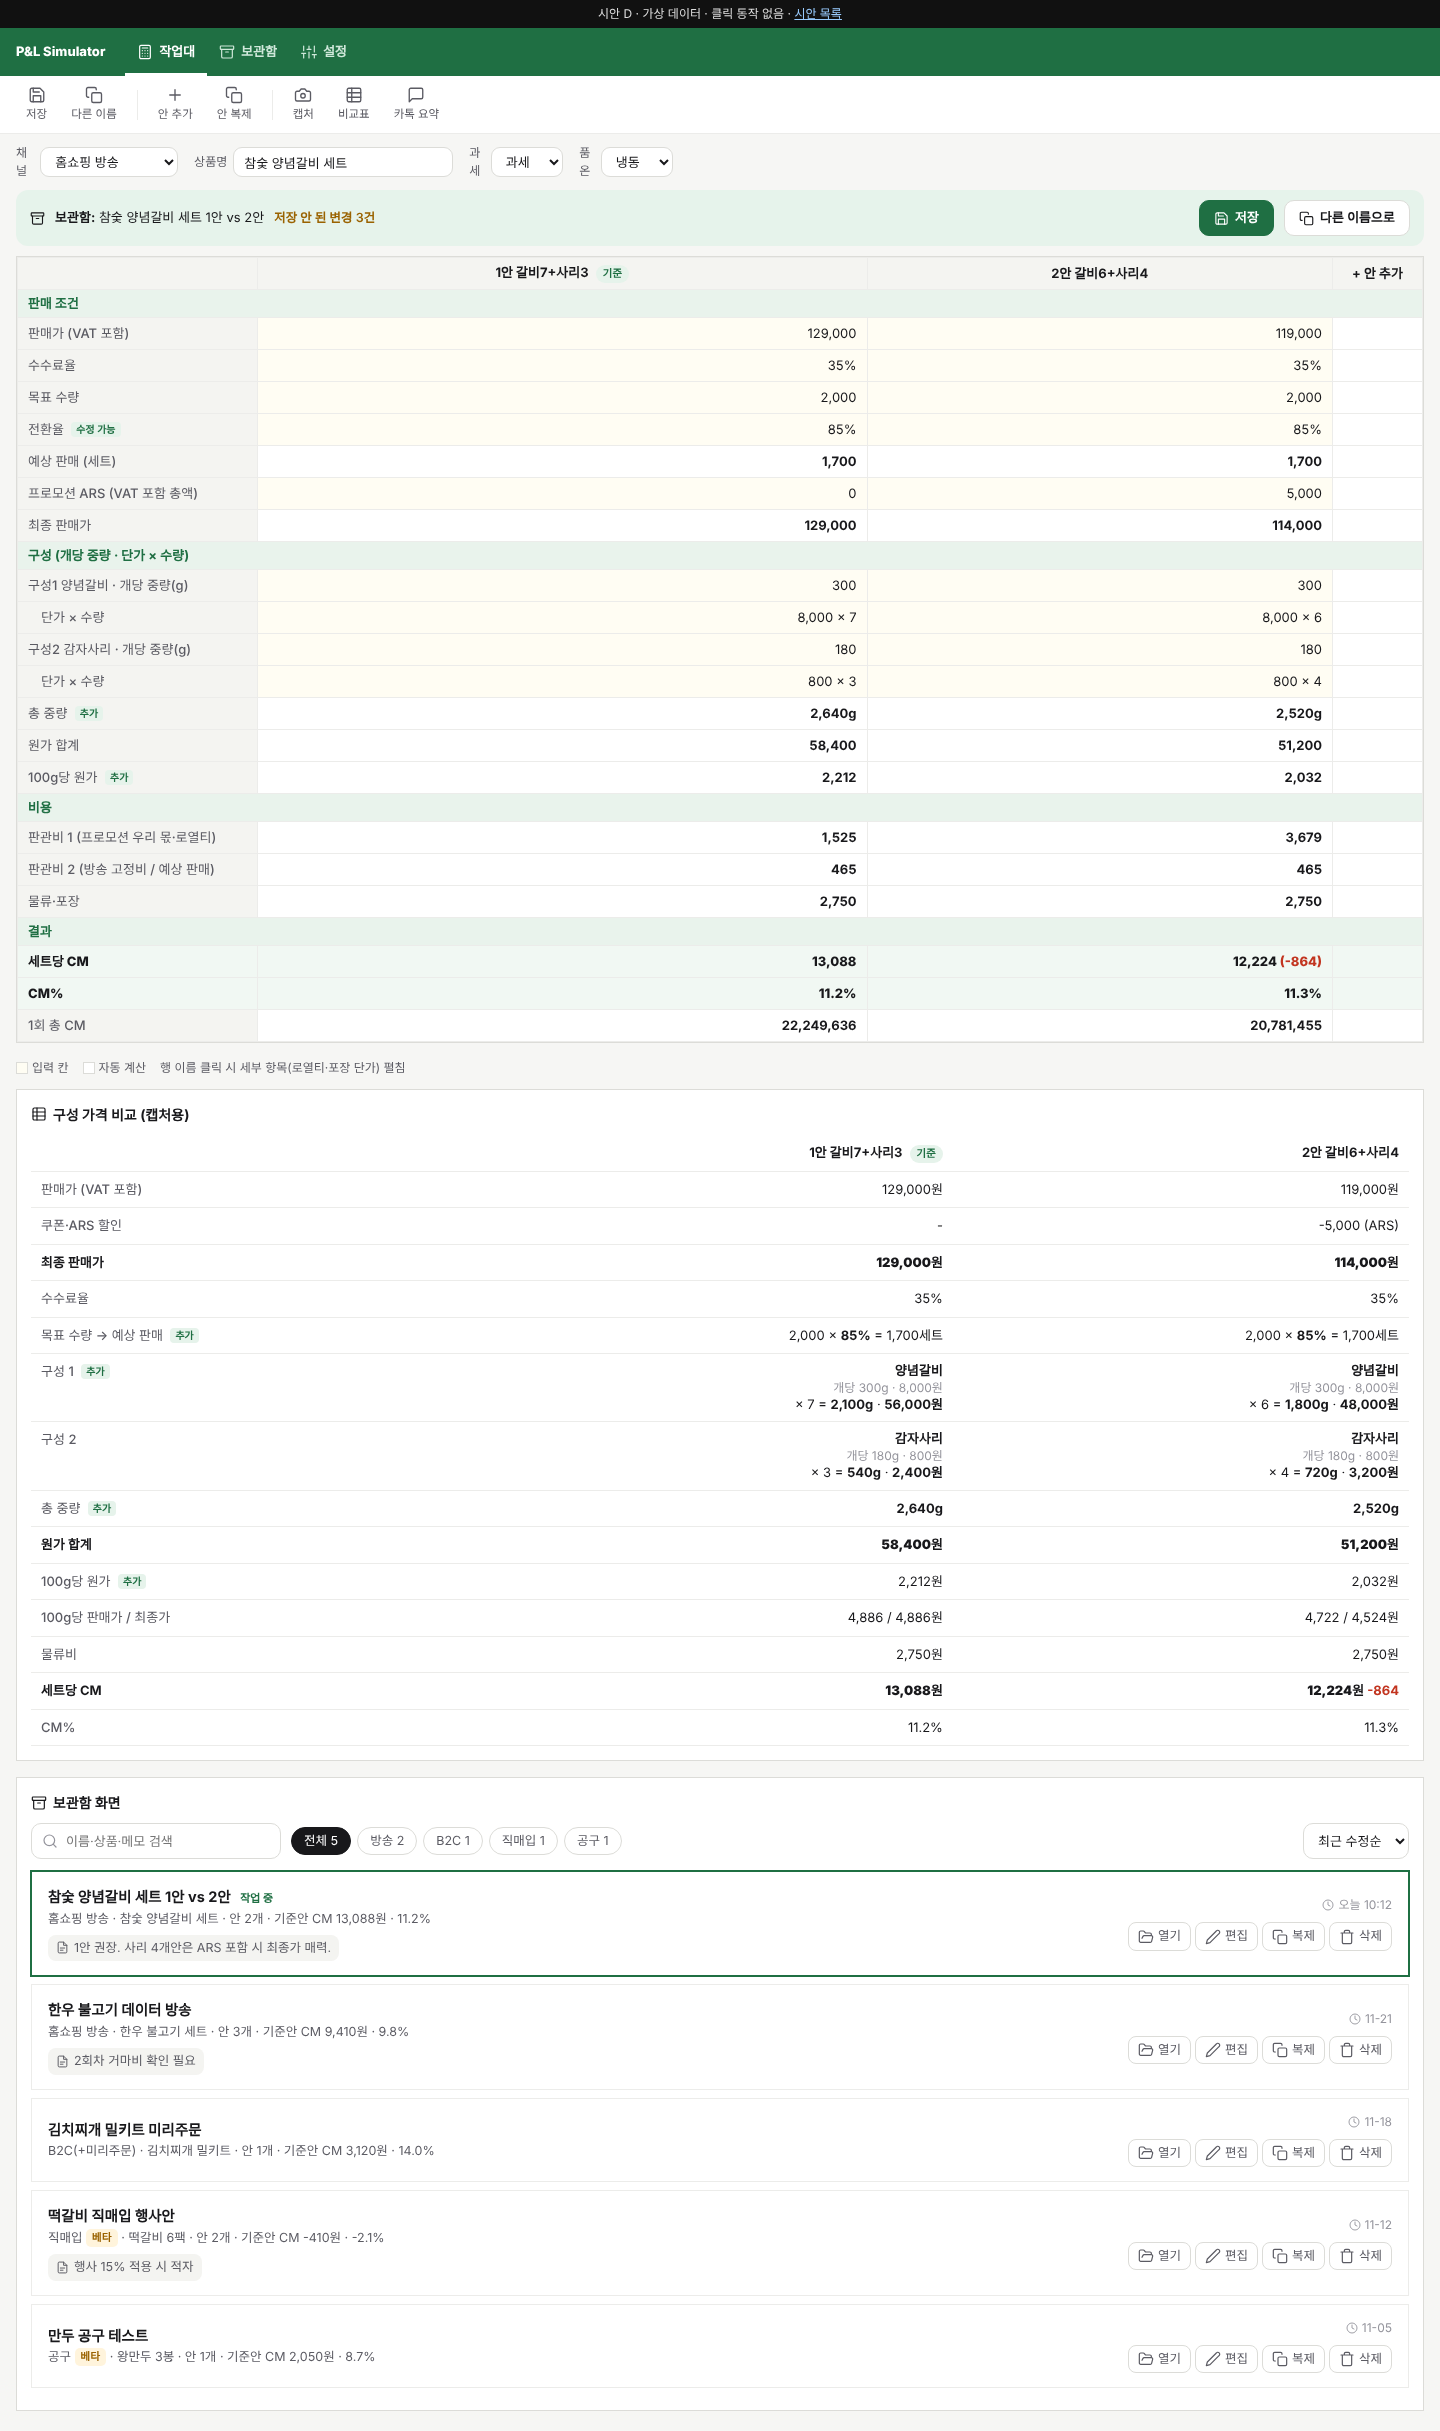 시안 D · 가상 데이터 · 클릭 동작 없음 · 시안 목록
P&L Simulator 작업대 보관함 설정
저장 다른 이름 안 추가 안 복제 캡처 비교표 카톡 요약
채널 홈쇼핑 방송 상품명 참숯 양념갈비 세트 과세 과세 품온 냉동
보관함: 참숯 양념갈비 세트 1안 vs 2안 저장 안 된 변경 3건 저장 다른 이름으로
1안 갈비7+사리3 기준 2안 갈비6+사리4 + 안 추가
판매 조건
판매가 (VAT 포함) 129,000 119,000
수수료율 35% 35%
목표 수량 2,000 2,000
전환율 수정 가능 85% 85%
예상 판매 (세트) 1,700 1,700
프로모션 ARS (VAT 포함 총액) 0 5,000
최종 판매가 129,000 114,000
구성 (개당 중량 · 단가 × 수량)
구성1 양념갈비 · 개당 중량(g) 300 300
단가 × 수량 8,000 × 7 8,000 × 6
구성2 감자사리 · 개당 중량(g) 180 180
단가 × 수량 800 × 3 800 × 4
총 중량 추가 2,640g 2,520g
원가 합계 58,400 51,200
100g당 원가 추가 2,212 2,032
비용
판관비 1 (프로모션 우리 몫·로열티) 1,525 3,679
판관비 2 (방송 고정비 / 예상 판매) 465 465
물류·포장 2,750 2,750
결과
세트당 CM 13,088 12,224 (-864)
CM% 11.2% 11.3%
1회 총 CM 22,249,636 20,781,455
입력 칸 자동 계산 행 이름 클릭 시 세부 항목(로열티·포장 단가) 펼침
구성 가격 비교 (캡처용)
1안 갈비7+사리3 기준 2안 갈비6+사리4
판매가 (VAT 포함) 129,000원 119,000원
쿠폰·ARS 할인 - -5,000 (ARS)
최종 판매가 129,000원 114,000원
수수료율 35% 35%
목표 수량 → 예상 판매 추가 2,000 × 85% = 1,700세트 2,000 × 85% = 1,700세트
구성 1 추가 양념갈비 양념갈비
개당 300g · 8,000원 개당 300g · 8,000원
× 7 = 2,100g · 56,000원 × 6 = 1,800g · 48,000원
구성 2 감자사리 감자사리
개당 180g · 800원 개당 180g · 800원
× 3 = 540g · 2,400원 × 4 = 720g · 3,200원
총 중량 추가 2,640g 2,520g
원가 합계 58,400원 51,200원
100g당 원가 추가 2,212원 2,032원
100g당 판매가 / 최종가 4,886 / 4,886원 4,722 / 4,524원
물류비 2,750원 2,750원
세트당 CM 13,088원 12,224원 -864
CM% 11.2% 11.3%
보관함 화면
이름·상품·메모 검색 전체 5 방송 2 B2C 1 직매입 1 공구 1 최근 수정순
참숯 양념갈비 세트 1안 vs 2안 작업 중
오늘 10:12
홈쇼핑 방송 · 참숯 양념갈비 세트 · 안 2개 · 기준안 CM 13,088원 · 11.2%
열기 편집 복제 삭제
1안 권장. 사리 4개안은 ARS 포함 시 최종가 매력.
한우 불고기 데이터 방송
11-21
홈쇼핑 방송 · 한우 불고기 세트 · 안 3개 · 기준안 CM 9,410원 · 9.8%
열기 편집 복제 삭제
2회차 거마비 확인 필요
11-18
김치찌개 밀키트 미리주문
B2C(+미리주문) · 김치찌개 밀키트 · 안 1개 · 기준안 CM 3,120원 · 14.0%
열기 편집 복제 삭제
떡갈비 직매입 행사안
11-12
직매입 베타 · 떡갈비 6팩 · 안 2개 · 기준안 CM -410원 · -2.1%
열기 편집 복제 삭제
행사 15% 적용 시 적자
11-05
만두 공구 테스트
공구 베타 · 왕만두 3봉 · 안 1개 · 기준안 CM 2,050원 · 8.7%
열기 편집 복제 삭제